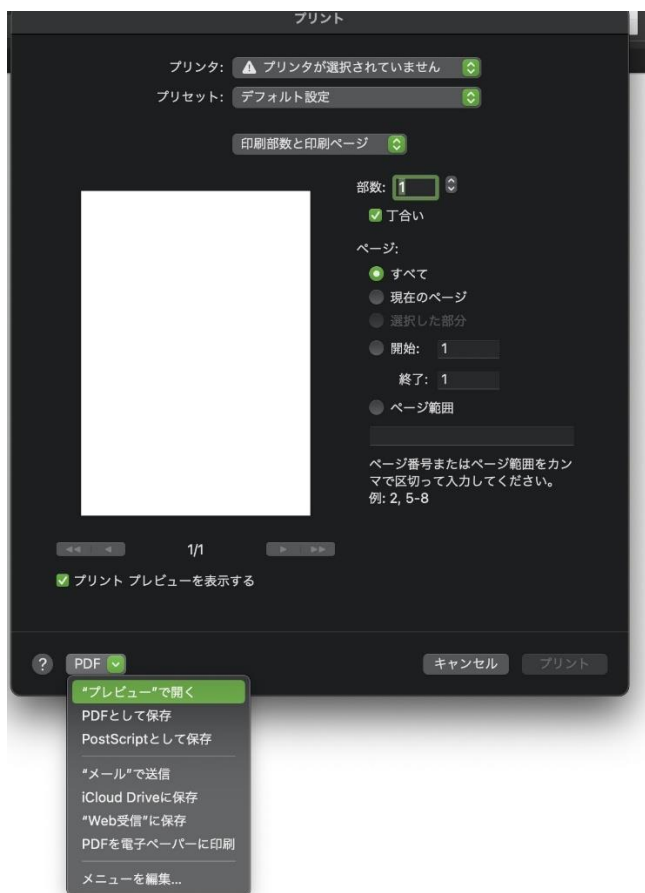 プリント
プリンタ: プリンタが選択されていません
プリセット: デフォルト設定
印刷部数と印刷ページ
部数: 1
丁合い
ページ:
すべて
現在のページ
選択した部分
開始: 1
終了: 1
ページ範囲
ページ番号またはページ範囲をカン
マで区切って入力してください。
例: 2, 5-8
1/1
プリント プレビューを表示する
? PDF キャンセル プリント
“プレビュー”で開く
PDFとして保存
PostScriptとして保存
“メール”で送信
iCloud Driveに保存
“Web受信”に保存
PDFを電子ペーパーに印刷
メニューを編集...